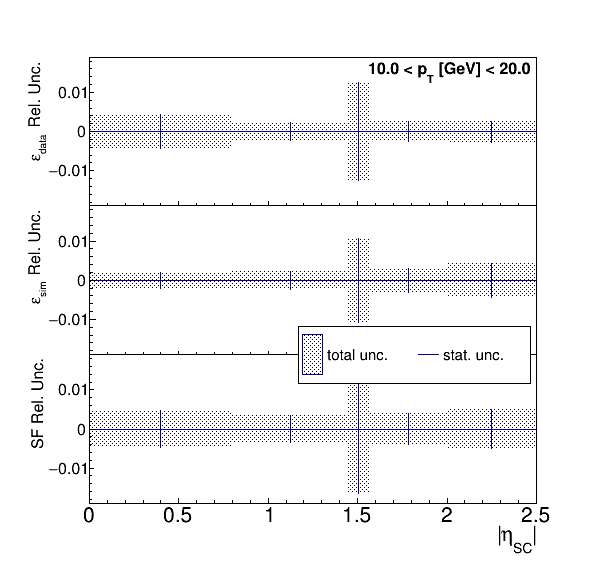 10.0 < p_T [GeV] < 20.0
ε_data Rel. Unc.
0.01
0
−0.01
ε_sim Rel. Unc.
0.01
0
−0.01
total unc.
stat. unc.
SF Rel. Unc.
0.01
0
−0.01
0 0.5 1 1.5 2 2.5
|η_SC|